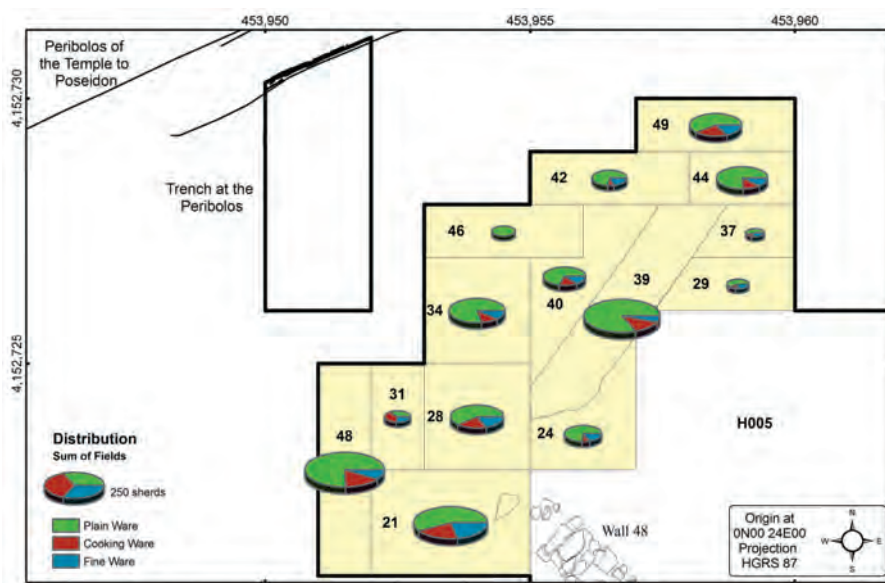 453,950
453,955
453,960
4,152,730
4,152,725
Peribolos of
the Temple to
Poseidon
Trench at the
Peribolos
49
42
44
46
37
34
40
39
29
31
28
48
24
21
H005
Wall 48
Distribution
Sum of Fields
250 sherds
Plain Ware
Cooking Ware
Fine Ware
Origin at
0N00 24E00
Projection
HGRS 87
N
W
E
S